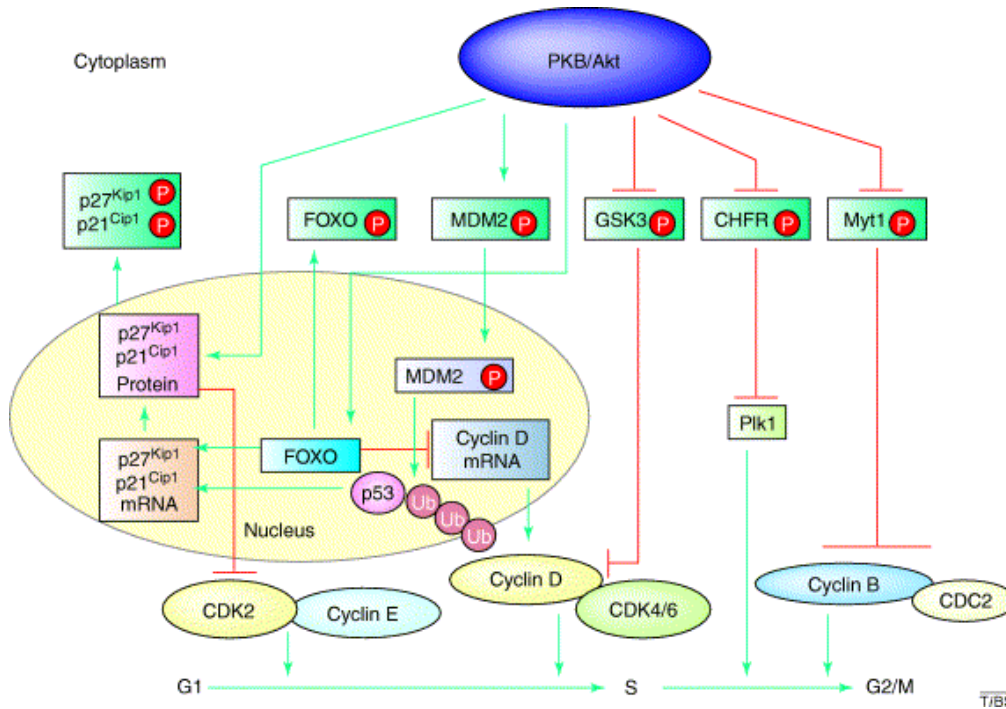 PKB/Akt
Cytoplasm
p27Kip1 P
p21Cip1 P
FOXO P
MDM2 P
GSK3 P
CHFR P
Myt1 P
p27Kip1
p21Cip1
Protein
MDM2 P
Plk1
p27Kip1
p21Cip1
mRNA
FOXO
Cyclin D
mRNA
p53
Ub
Ub
Ub
Nucleus
CDK2
Cyclin E
Cyclin D
CDK4/6
Cyclin B
CDC2
G1
S
G2/M